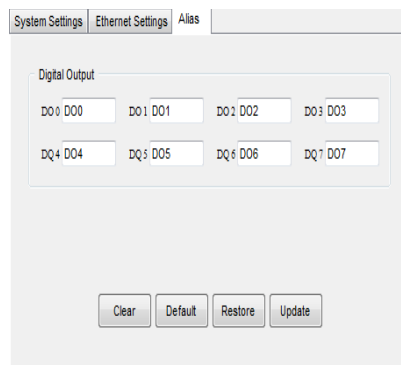 System Settings Ethernet Settings Alias
Digital Output
DO 0 DO0 DO 1 DO1 DO 2 DO2 DO 3 DO3
DQ 4 DO4 DQ 5 DO5 DQ 6 DO6 DQ 7 DO7
Clear Default Restore Update